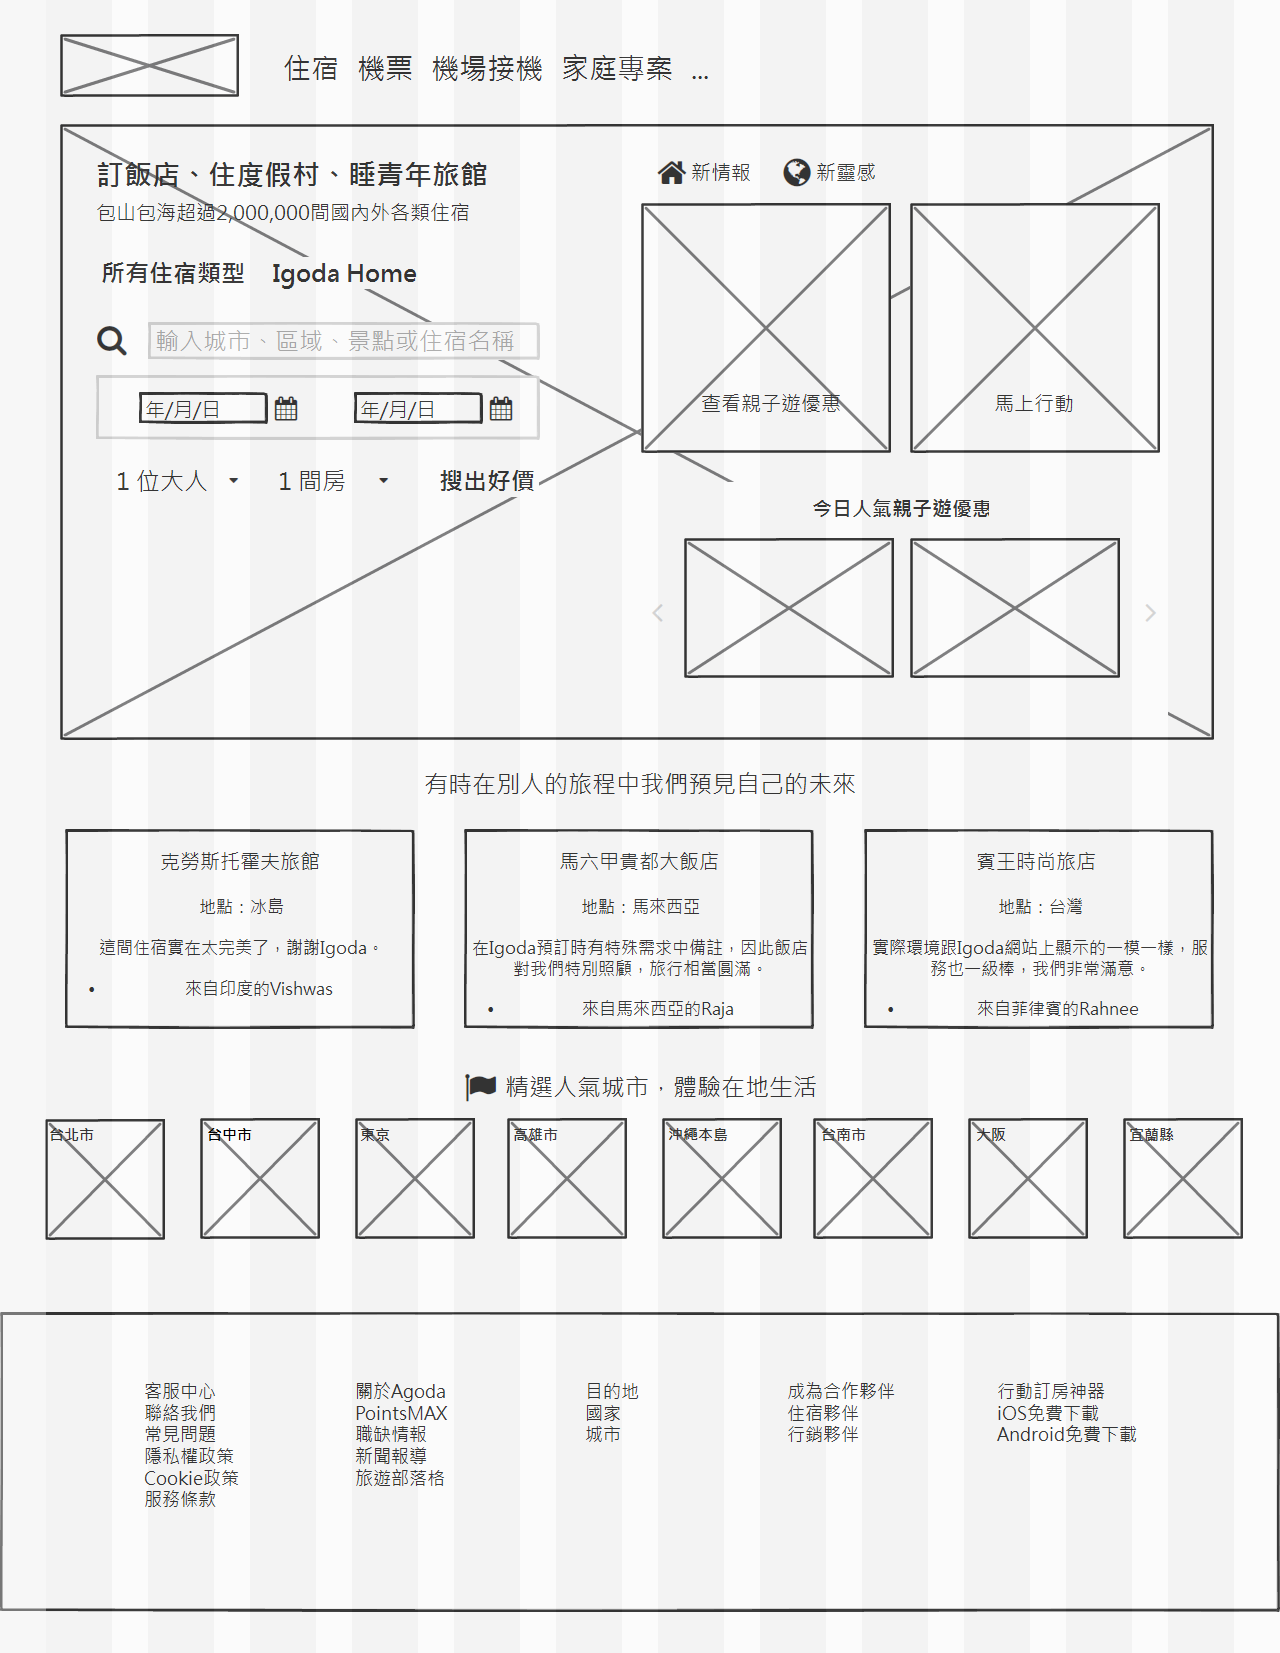 住宿 機票 機場接機 家庭專案 ...
訂飯店、住度假村、睡青年旅館
包山包海超過2,000,000間國內外各類住宿
所有住宿類型 Igoda Home
輸入城市、區域、景點或住宿名稱
年/月/日 年/月/日
1 位大人 1 間房 搜出好價
新情報 新靈感
查看親子遊優惠 馬上行動
今日人氣親子遊優惠
有時在別人的旅程中我們預見自己的未來
克勞斯托霍夫旅館
地點：冰島
這間住宿實在太完美了，謝謝Igoda。
• 來自印度的Vishwas
馬六甲貴都大飯店
地點：馬來西亞
在Igoda預訂時有特殊需求中備註，因此飯店
對我們特別照顧，旅行相當圓滿。
• 來自馬來西亞的Raja
賓王時尚旅店
地點：台灣
實際環境跟Igoda網站上顯示的一模一樣，服
務也一級棒，我們非常滿意。
• 來自菲律賓的Rahnee
精選人氣城市，體驗在地生活
台北市 台中市 東京 高雄市 沖繩本島 台南市 大阪 宜蘭縣
客服中心
聯絡我們
常見問題
隱私權政策
Cookie政策
服務條款
關於Agoda
PointsMAX
職缺情報
新聞報導
旅遊部落格
目的地
國家
城市
成為合作夥伴
住宿夥伴
行銷夥伴
行動訂房神器
iOS免費下載
Android免費下載